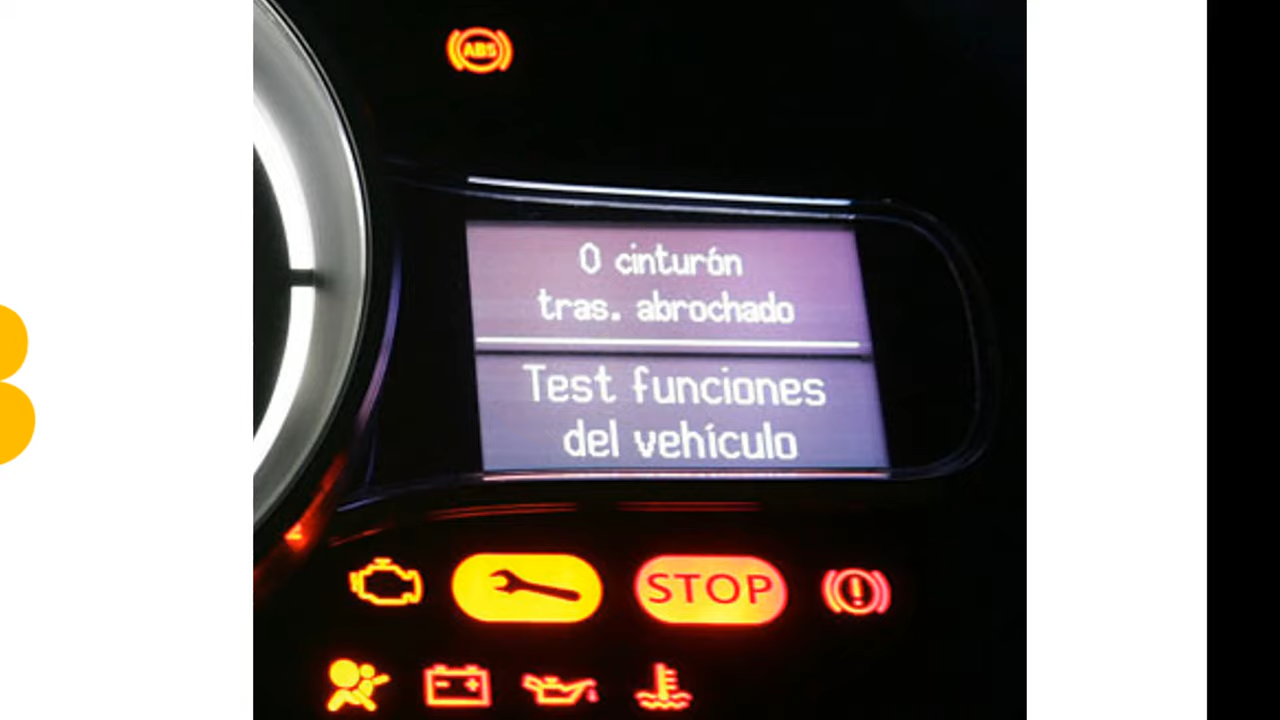 ABS
0 cinturón
tras. abrochado
Test funciones
del vehículo
STOP